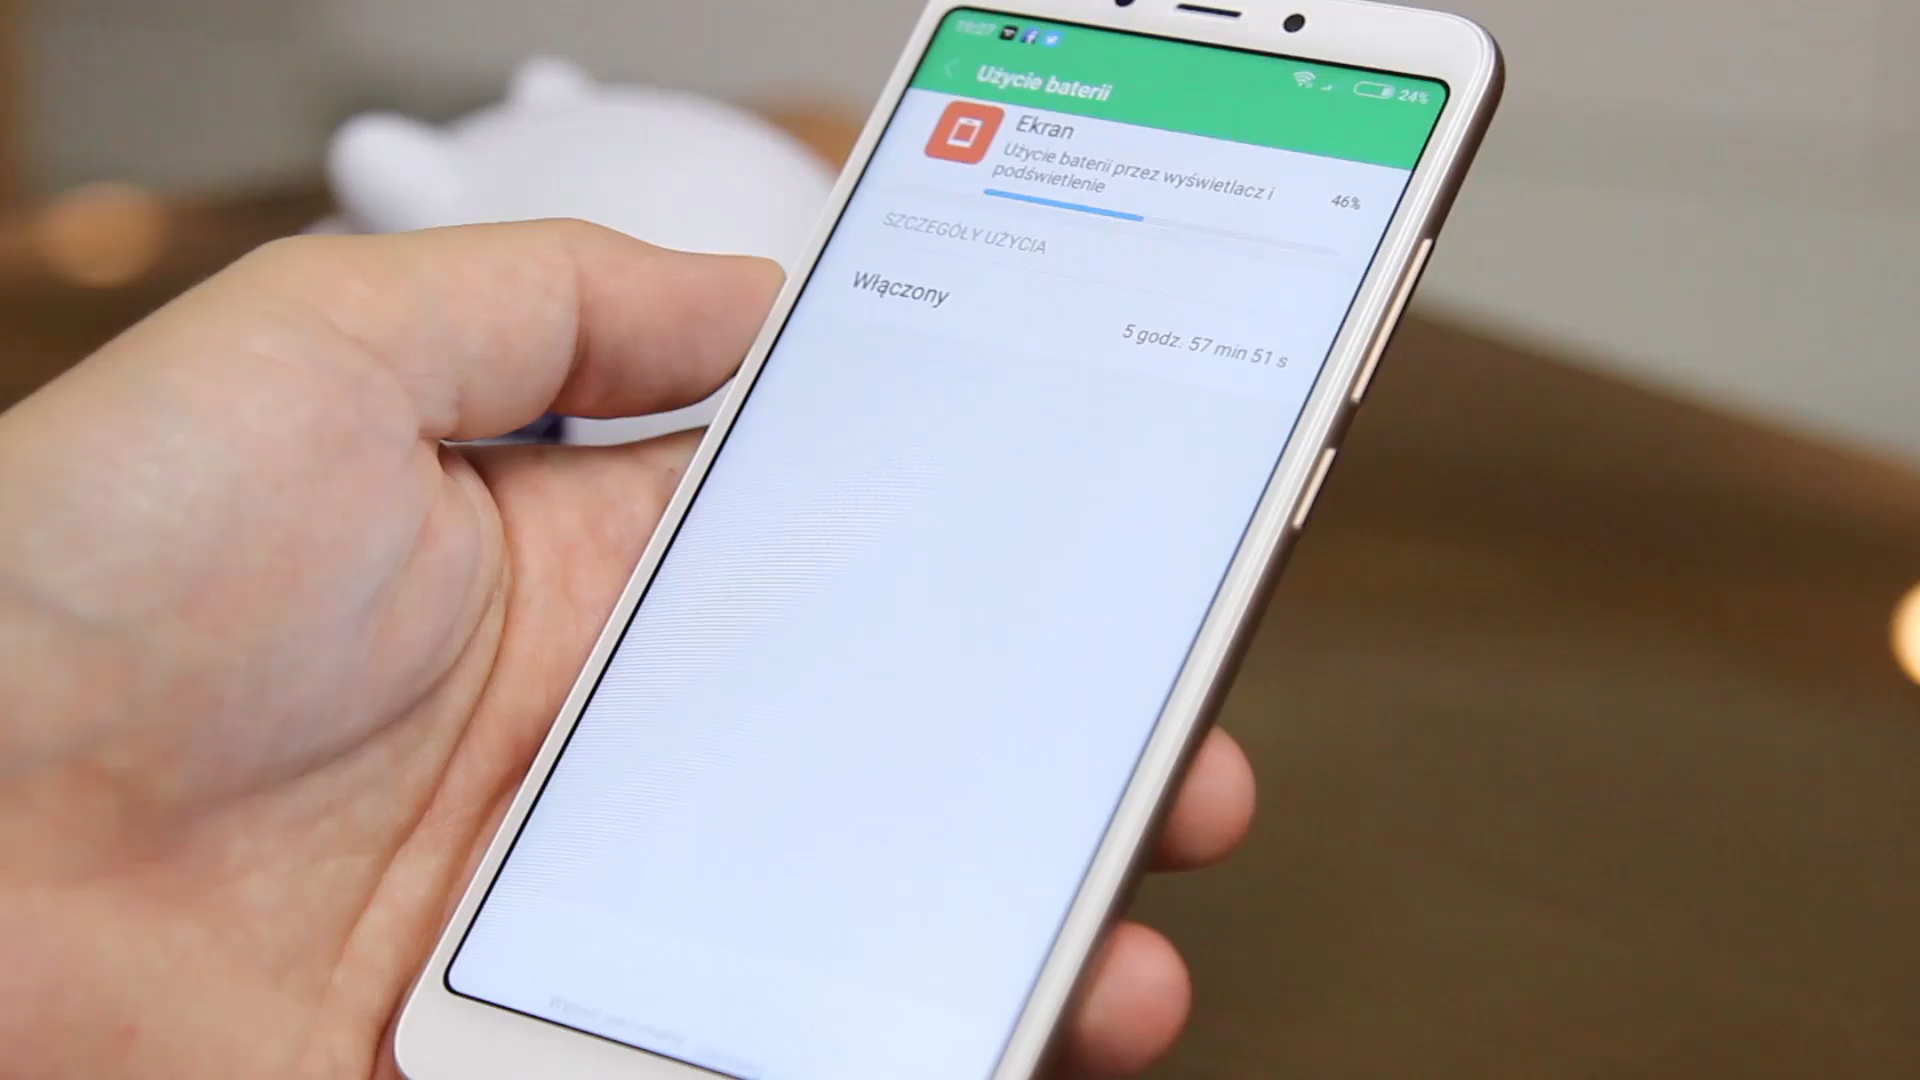 24%
Użycie baterii
Ekran
Użycie baterii przez wyświetlacz i
podświetlenie
46%
SZCZEGÓŁY UŻYCIA
Włączony
5 godz. 57 min 51 s